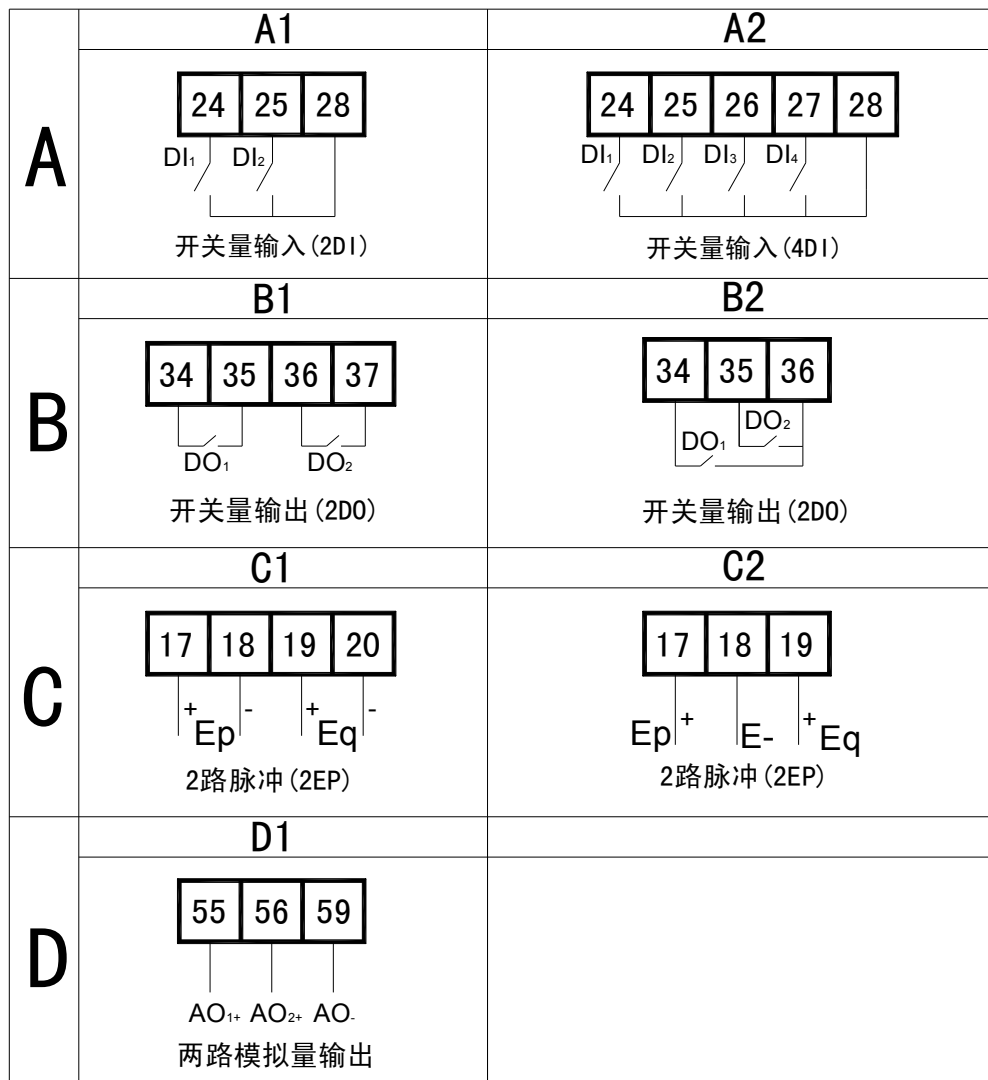 A1 A2
A
24 25 28
DI₁ DI₂
开关量输入(2DI)
24 25 26 27 28
DI₁ DI₂ DI₃ DI₄
开关量输入(4DI)
B1 B2
B
34 35 36 37
DO₁ DO₂
开关量输出(2DO)
34 35 36
DO₂
DO₁
开关量输出(2DO)
C1 C2
C
17 18 19 20
+ - + -
Ep Eq
2路脉冲(2EP)
17 18 19
Ep + E- + Eq
2路脉冲(2EP)
D1
D
55 56 59
AO₁₊ AO₂₊ AO₋
两路模拟量输出